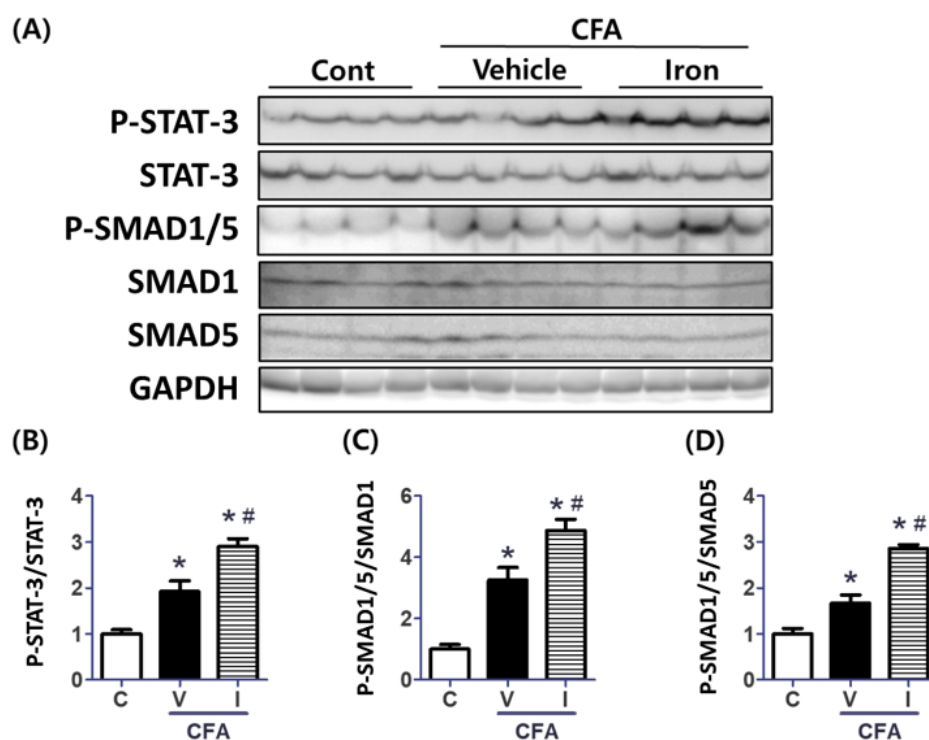 (A)
CFA
Cont Vehicle Iron
P-STAT-3
STAT-3
P-SMAD1/5
SMAD1
SMAD5
GAPDH
(B) (C) (D)
P-STAT-3/STAT-3
4
3
2
1
0
*
* #
C V I
CFA
P-SMAD1/5/SMAD1
6
4
2
0
*
* #
C V I
CFA
P-SMAD1/5/SMAD5
4
3
2
1
0
*
* #
C V I
CFA